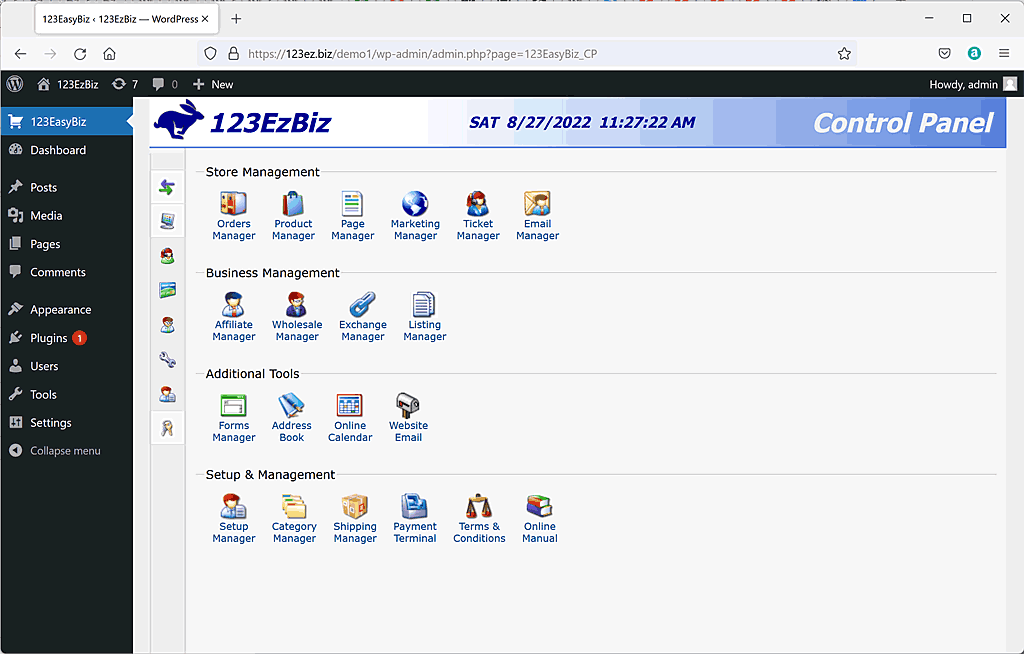 123EasyBiz ‹ 123EzBiz — WordPress
https://123ez.biz/demo1/wp-admin/admin.php?page=123EasyBiz_CP
a
123EzBiz 7 0 New Howdy, admin
123EasyBiz
Dashboard
Posts
Media
Pages
Comments
Appearance
Plugins 1
Users
Tools
Settings
Collapse menu
123EzBiz SAT 8/27/2022 11:27:22 AM Control Panel
Store Management
Orders Manager
Product Manager
Page Manager
Marketing Manager
Ticket Manager
Email Manager
Business Management
Affiliate Manager
Wholesale Manager
Exchange Manager
Listing Manager
Additional Tools
Forms Manager
Address Book
Online Calendar
Website Email
Setup & Management
Setup Manager
Category Manager
Shipping Manager
Payment Terminal
Terms & Conditions
Online Manual